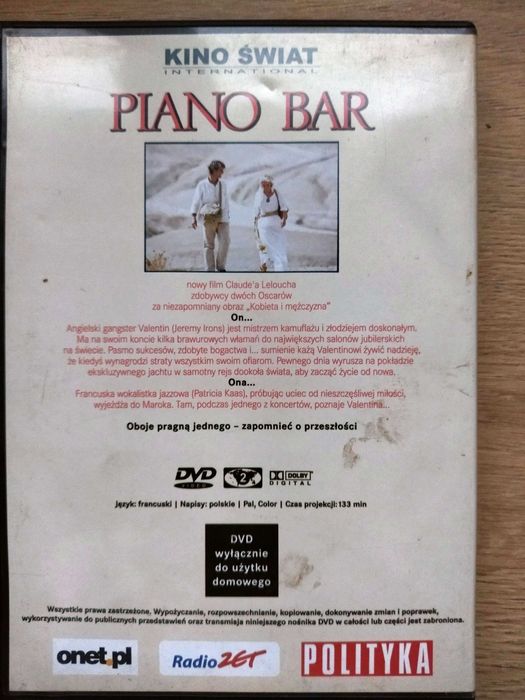 KINO ŚWIAT
INTERNATIONAL
PIANO BAR
nowy film Claude'a Leloucha
zdobywcy dwóch Oscarów
za niezapomniany obraz „Kobieta i mężczyzna"
On...
Angielski gangster Valentin (Jeremy Irons) jest mistrzem kamuflażu i złodziejem doskonałym.
Ma na swoim koncie kilka brawurowych włamań do największych salonów jubilerskich
na świecie. Pasmo sukcesów, zdobyte bogactwo i... sumienie każą Valentinowi żywić nadzieję,
że kiedyś wynagrodzi straty wszystkim swoim ofiarom. Pewnego dnia wyrusza na pokładzie
ekskluzywnego jachtu w samotny rejs dookoła świata, aby zacząć życie od nowa.
Ona...
Francuska wokalistka jazzowa (Patricia Kaas), próbując uciec od nieszczęśliwej miłości,
wyjeżdża do Maroka. Tam, podczas jednego z koncertów, poznaje Valentina...
Oboje pragną jednego – zapomnieć o przeszłości
DVD VIDEO 2 DOLBY DIGITAL
język: francuski | Napisy: polskie | Pal, Color | Czas projekcji: 133 min
DVD
wyłącznie
do użytku
domowego
Wszystkie prawa zastrzeżone. Wypożyczanie, rozpowszechnianie, kopiowanie, dokonywanie zmian i poprawek,
wykorzystywanie do publicznych przedstawień oraz transmisja niniejszego nośnika DVD w całości lub części jest zabroniona.
onet.pl Radio ZET POLITYKA